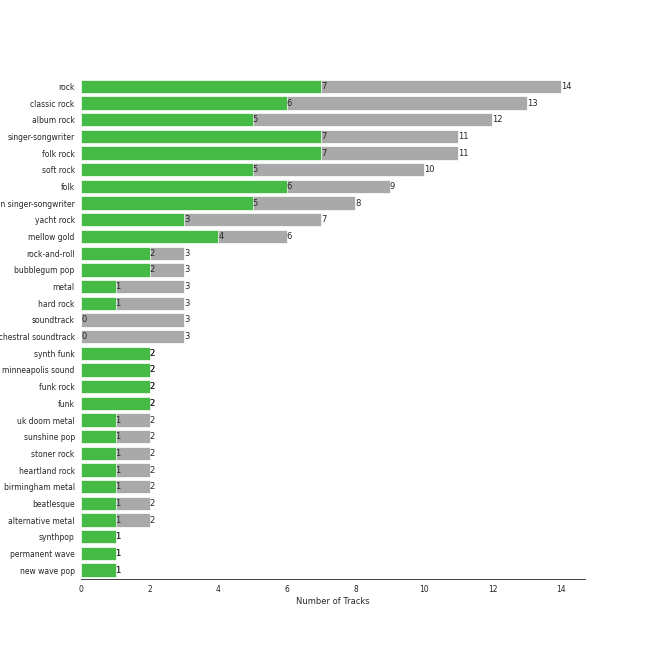 rock 7 14
classic rock 6 13
album rock 5 12
singer-songwriter 7 11
folk rock 7 11
soft rock 5 10
folk 6 9
n singer-songwriter 5 8
yacht rock 3 7
mellow gold 4 6
rock-and-roll 2 3
bubblegum pop 2 3
metal 1 3
hard rock 1 3
soundtrack 0 3
chestral soundtrack 0 3
synth funk 2
minneapolis sound 2
funk rock 2
funk 2
uk doom metal 1 2
sunshine pop 1 2
stoner rock 1 2
heartland rock 1 2
birmingham metal 1 2
beatlesque 1 2
alternative metal 1 2
synthpop 1
permanent wave 1
new wave pop 1
0 2 4 6 8 10 12 14
Number of Tracks